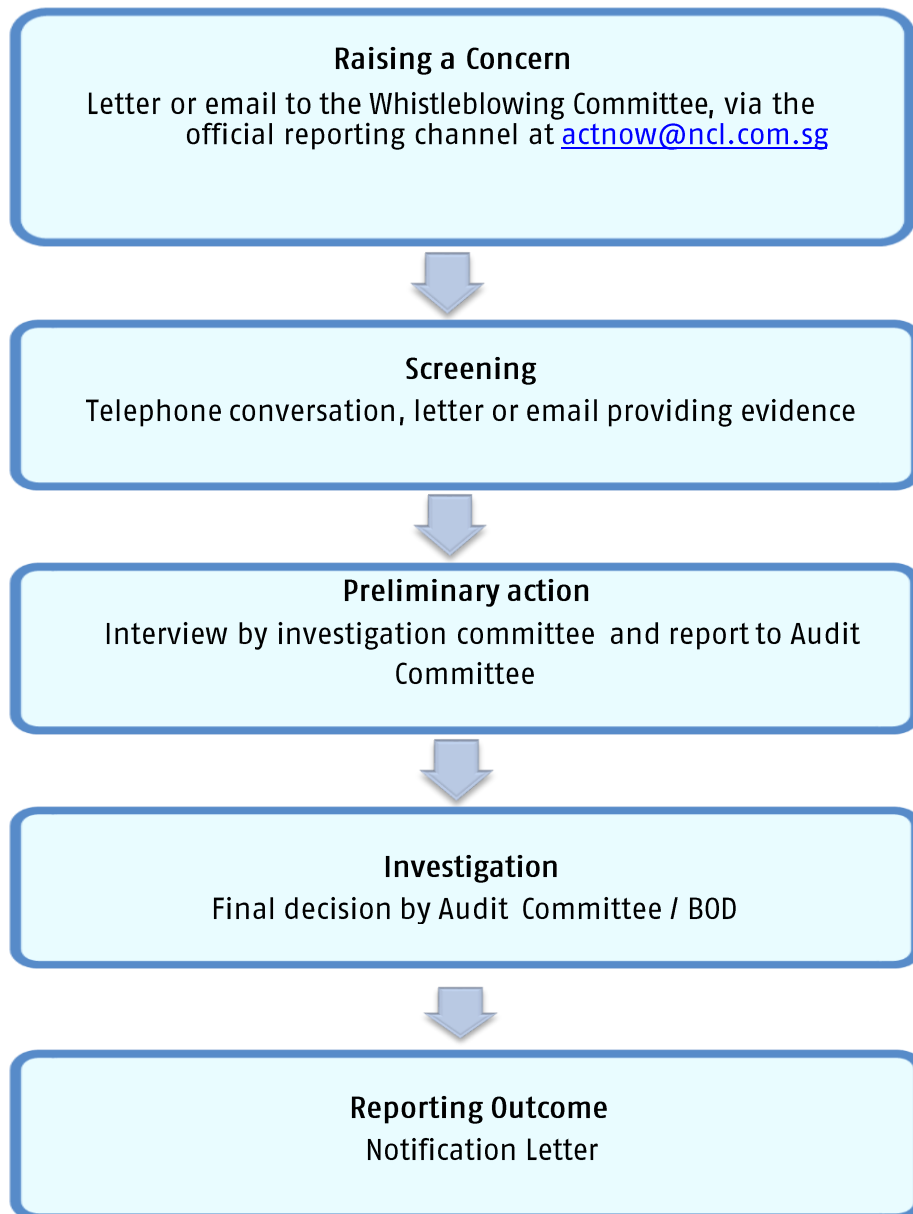 Raising a Concern
Letter or email to the Whistleblowing Committee, via the
official reporting channel at actnow@ncl.com.sg
Screening
Telephone conversation, letter or email providing evidence
Preliminary action
Interview by investigation committee and report to Audit
Committee
Investigation
Final decision by Audit Committee / BOD
Reporting Outcome
Notification Letter